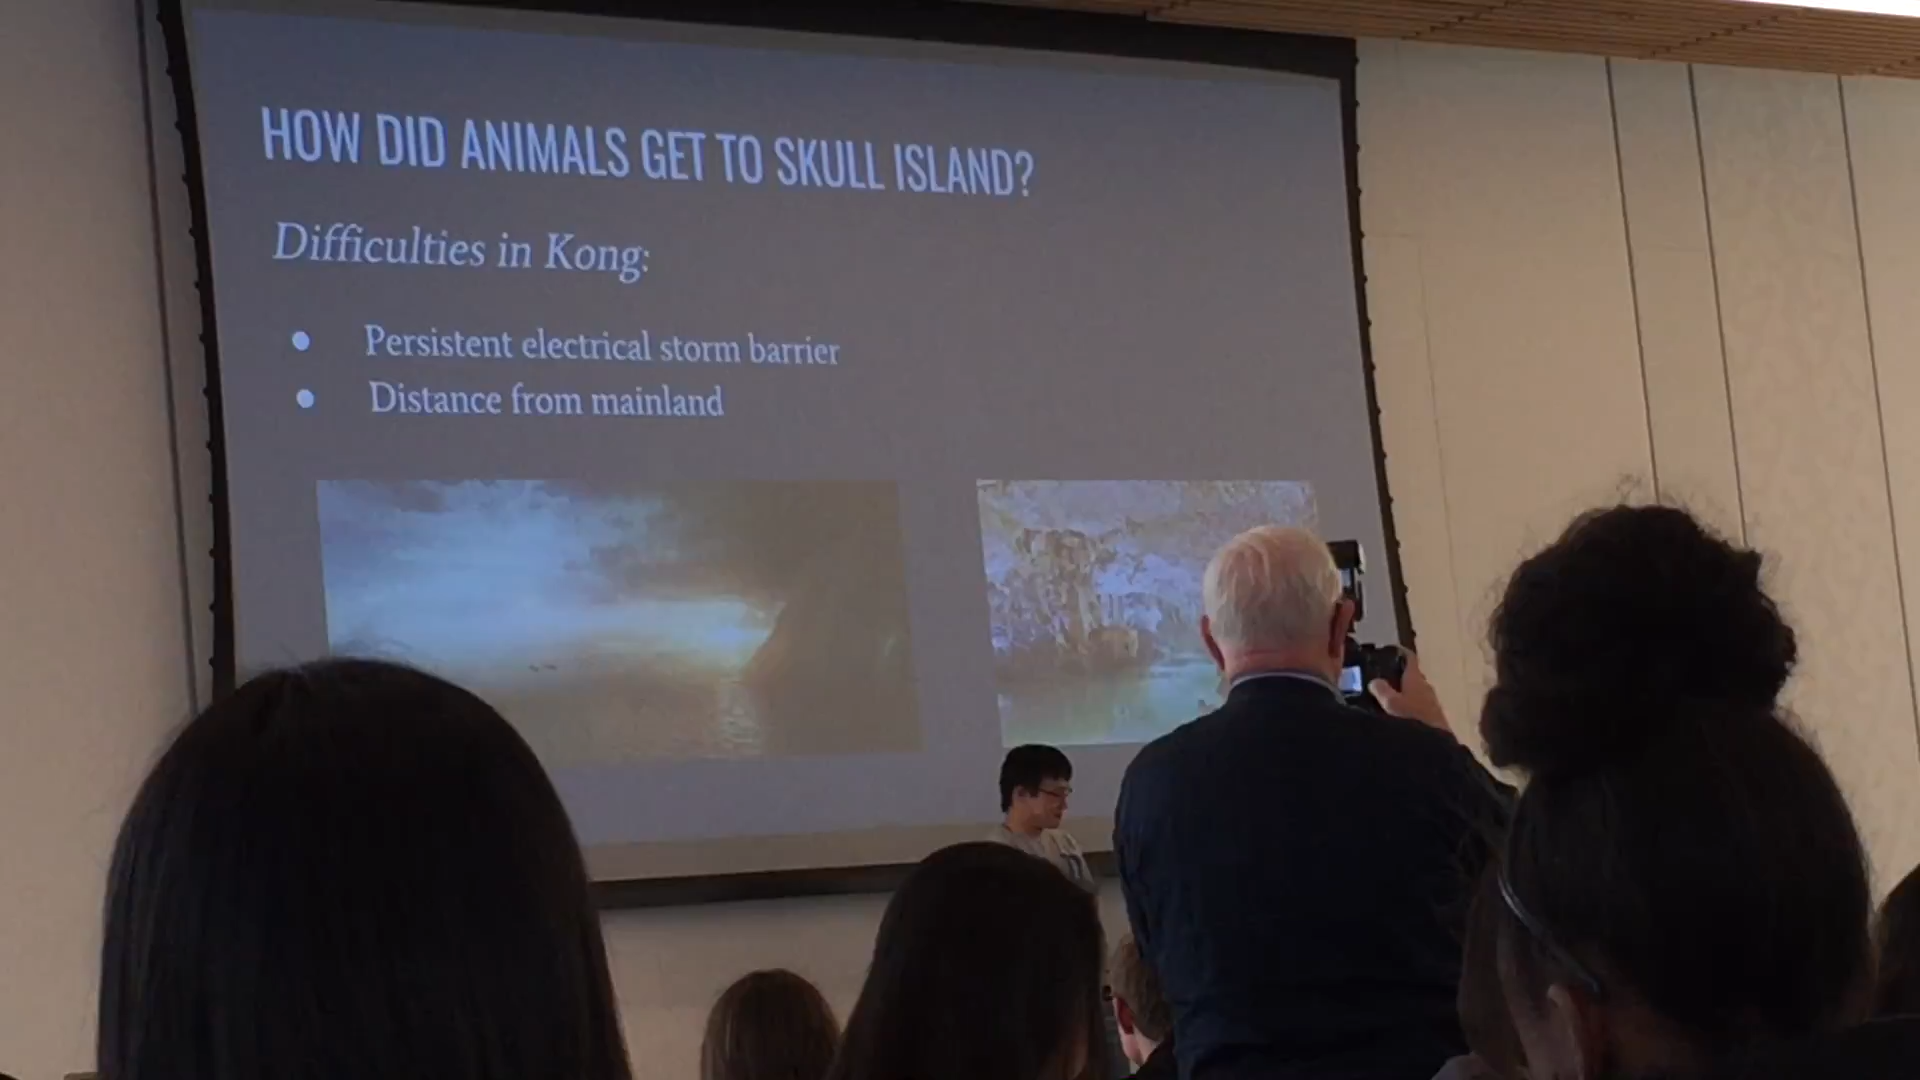 HOW DID ANIMALS GET TO SKULL ISLAND?
Difficulties in Kong:
● Persistent electrical storm barrier
● Distance from mainland